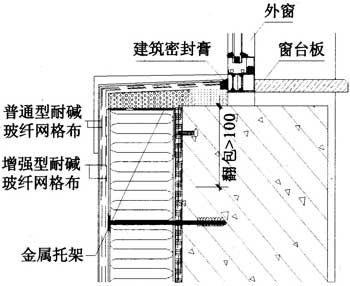 外窗
建筑密封膏
窗台板
普通型耐碱
玻纤网格布
翻包>100
增强型耐碱
玻纤网格布
金属托架